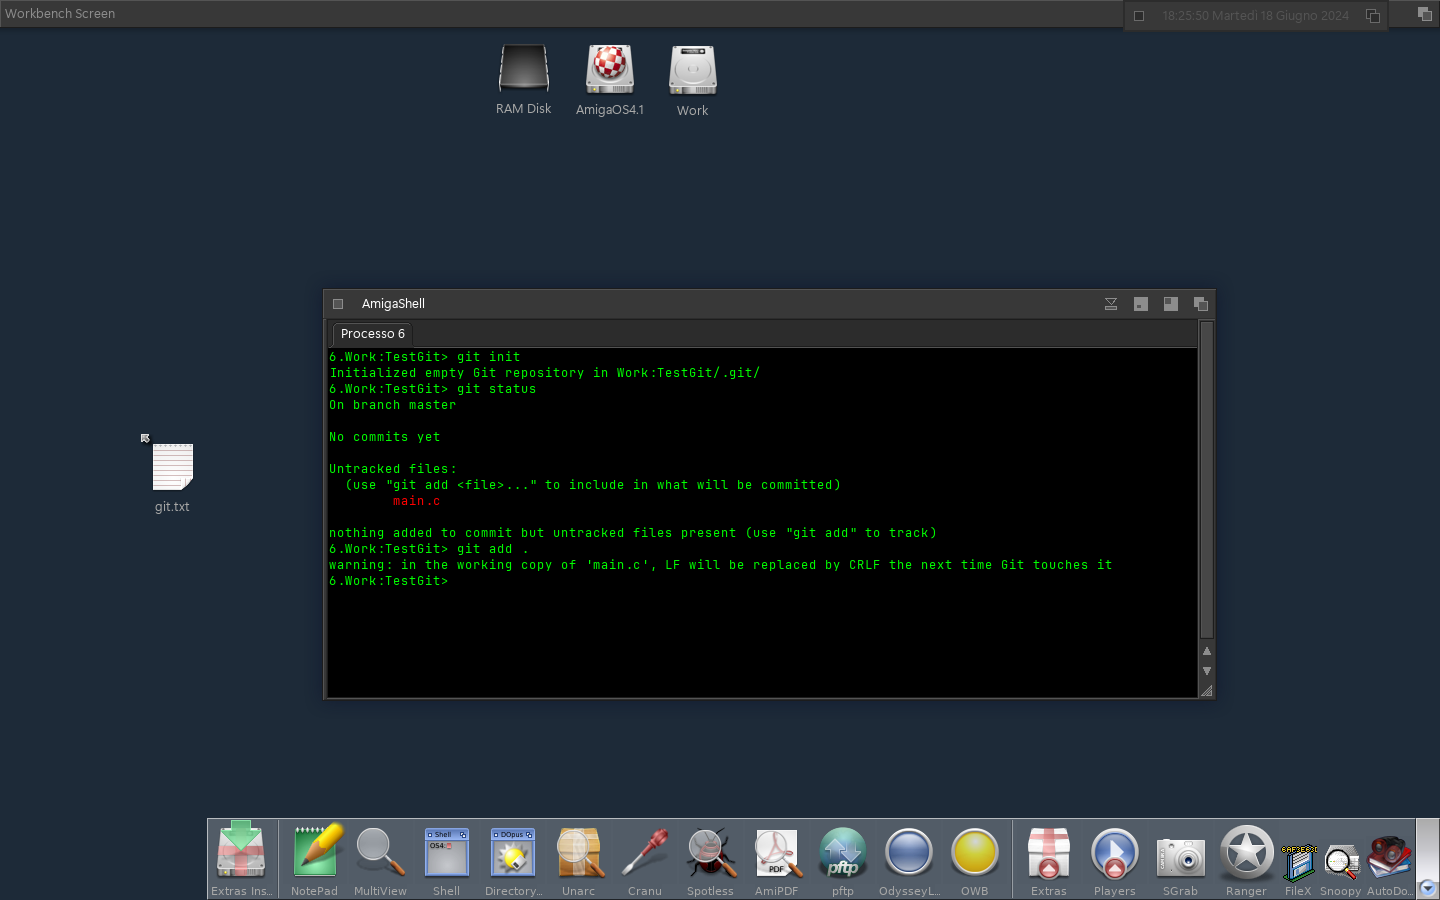 Workbench Screen
18:25:50 Martedì 18 Giugno 2024
RAM Disk
AmigaOS4.1
Work
AmigaShell
Processo 6
6.Work:TestGit> git init
Initialized empty Git repository in Work:TestGit/.git/
6.Work:TestGit> git status
On branch master
No commits yet
Untracked files:
(use "git add <file>..." to include in what will be committed)
main.c
nothing added to commit but untracked files present (use "git add" to track)
6.Work:TestGit> git add .
warning: in the working copy of 'main.c', LF will be replaced by CRLF the next time Git touches it
6.Work:TestGit>
git.txt
Shell
OS4:
DOpus
PDF
pftp
6AF3E63C
Extras Ins...
NotePad
MultiView
Shell
Directory...
Unarc
Cranu
Spotless
AmiPDF
pftp
OdysseyL...
OWB
Extras
Players
SGrab
Ranger
FileX
Snoopy
AutoDo...